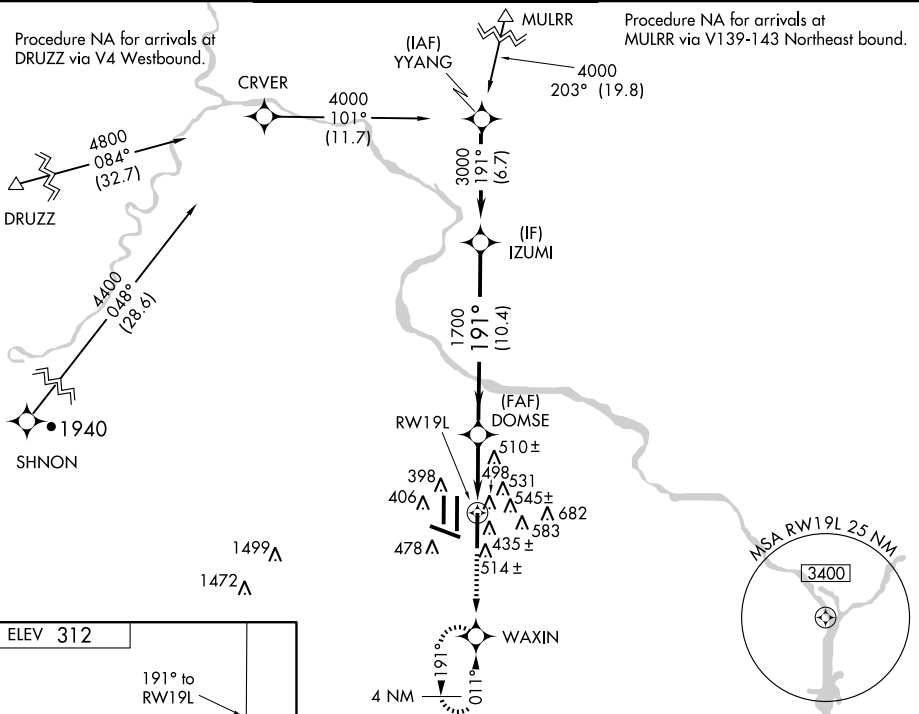 Procedure NA for arrivals at
DRUZZ via V4 Westbound.
MULRR
Procedure NA for arrivals at
MULRR via V139-143 Northeast bound.
(IAF)
YYANG
4000
203° (19.8)
CRVER
4000
101°
(11.7)
4800
084°
(32.7)
DRUZZ
3000
191°
(6.7)
(IF)
IZUMI
4400
048°
(28.6)
1700
191°
(10.4)
(FAF)
DOMSE
RW19L
1940
SHNON
510±
498
531
398
406
545±
682
583
478
435±
514±
1499
1472
MSA RW19L 25 NM
3400
ELEV 312
WAXIN
191°
011°
4 NM
191° to
RW19L